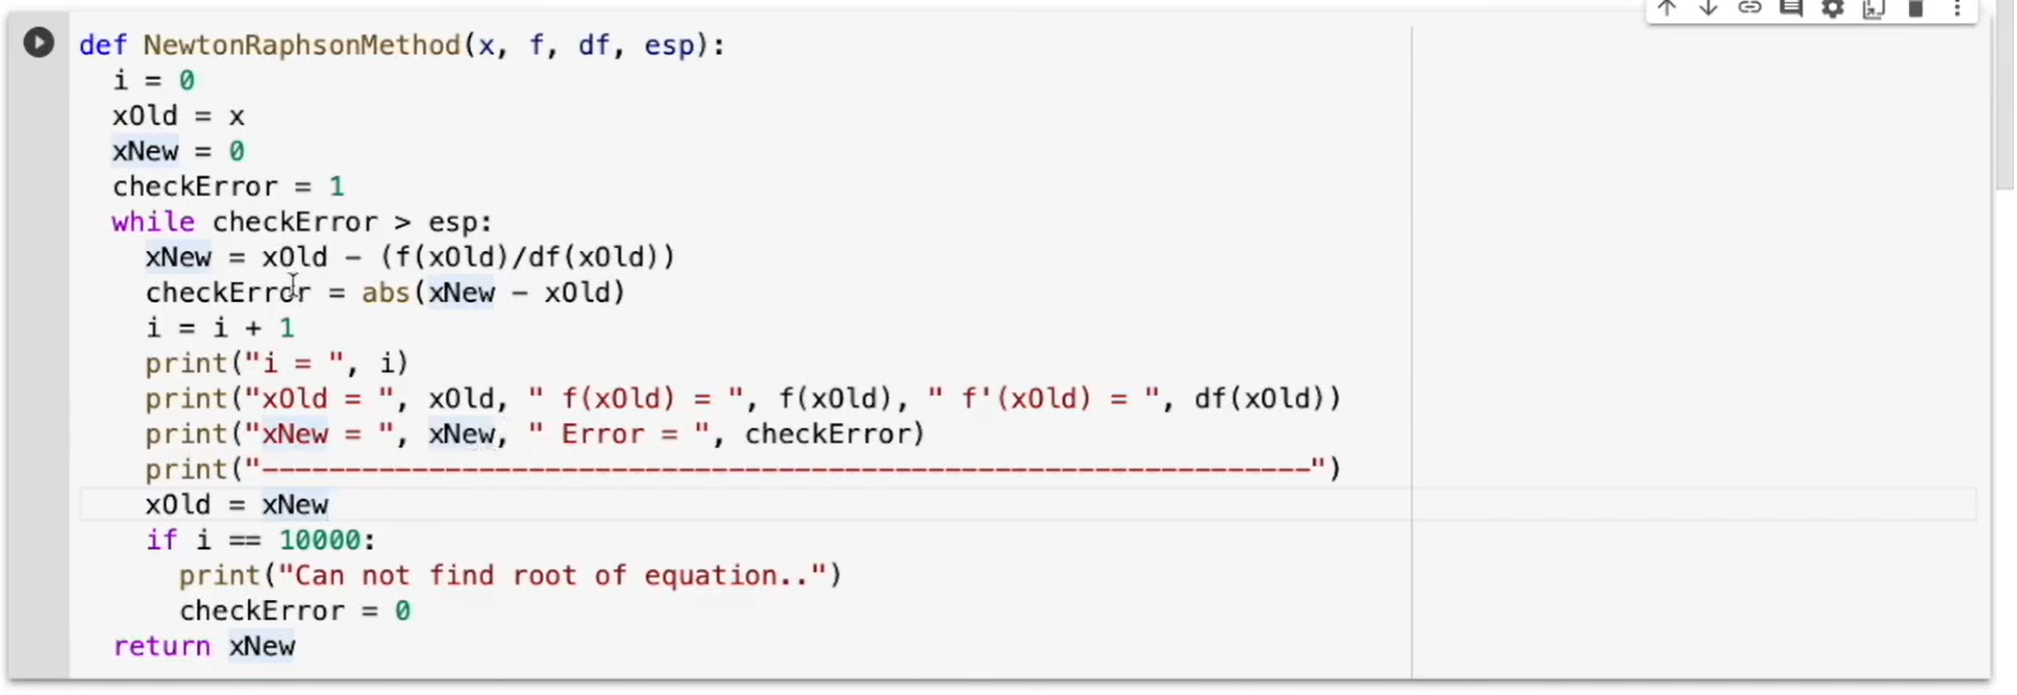 def NewtonRaphsonMethod(x, f, df, esp):
  i = 0
  xOld = x
  xNew = 0
  checkError = 1
  while checkError > esp:
    xNew = xOld - (f(xOld)/df(xOld))
    checkError = abs(xNew - xOld)
    i = i + 1
    print("i = ", i)
    print("xOld = ", xOld, " f(xOld) = ", f(xOld), " f'(xOld) = ", df(xOld))
    print("xNew = ", xNew, " Error = ", checkError)
    print("---------------------------------------------------------------")
    xOld = xNew
    if i == 10000:
      print("Can not find root of equation..")
      checkError = 0
  return xNew